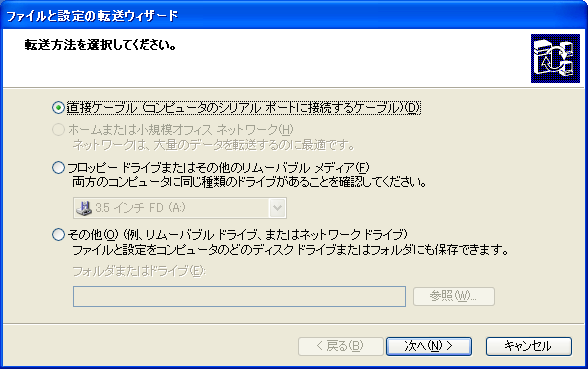 ファイルと設定の転送ウィザード
転送方法を選択してください。
直接ケーブル (コンピュータのシリアル ポートに接続するケーブル)(D)
ホームまたは小規模オフィス ネットワーク(H)
ネットワークは、大量のデータを転送するのに最適です。
フロッピー ドライブまたはその他のリムーバブル メディア(F)
両方のコンピュータに同じ種類のドライブがあることを確認してください。
3.5 インチ FD (A:)
その他(O) (例、リムーバブル ドライブ、またはネットワーク ドライブ)
ファイルと設定をコンピュータのどのディスク ドライブまたはフォルダにも保存できます。
フォルダまたはドライブ(E):
参照(W)...
< 戻る(B)
次へ(N) >
キャンセル